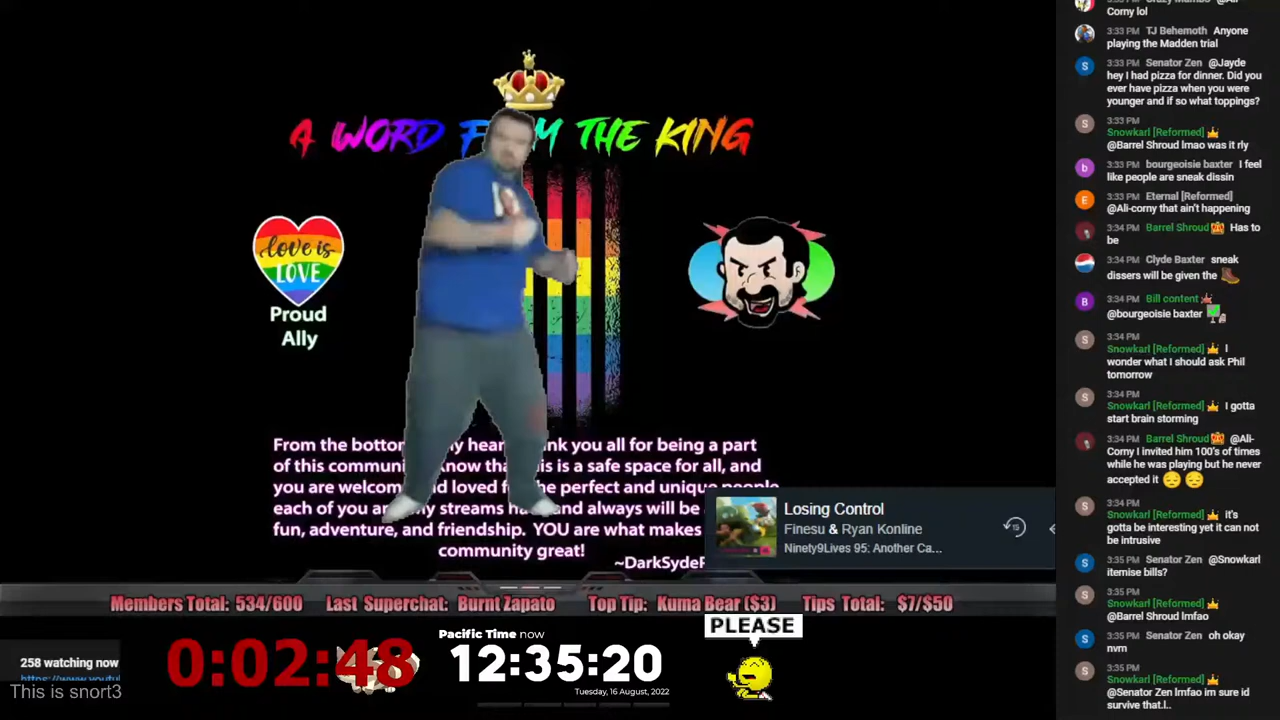 A WORD F M THE KING
love is
LOVE
Proud
Ally
From the bottom my hear nk you all for being a part
of this commun know tha is is a safe space for all, and
you are welcom d loved f he perfect and unique people
each of you a my streams ha and always will be
fun, adventure, and friendship. YOU are what makes
community great!
~DarkSydeP
Losing Control
Finesu & Ryan Konline
Ninety9Lives 95: Another Ca...
15
Members Total: 534/600 Last Superchat: Burnt Zapato Top Tip: Kuma Bear ($3) Tips Total: $7/$50
258 watching now
This is snort3
0:02:48
Pacific Time now
12:35:20
Tuesday, 16 August, 2022
PLEASE
Corny lol
3:33 PM TJ Behemoth Anyone
playing the Madden trial
3:33 PM Senator Zen @Jayde
hey I had pizza for dinner. Did you
ever have pizza when you were
younger and if so what toppings?
3:33 PM
Snowkarl [Reformed]
@Barrel Shroud lmao was it rly
3:33 PM bourgeoisie baxter I feel
like people are sneak dissin
3:33 PM Eternal [Reformed]
@Ali-corny that ain't happening
3:34 PM Barrel Shroud Has to
be
3:34 PM Clyde Baxter sneak
dissers will be given the
3:34 PM Bill content
@bourgeoisie baxter
3:34 PM
Snowkarl [Reformed] I
wonder what I should ask Phil
tomorrow
3:34 PM
Snowkarl [Reformed] I gotta
start brain storming
3:34 PM Barrel Shroud @Ali-
Corny I invited him 100's of times
while he was playing but he never
accepted it
3:34 PM
Snowkarl [Reformed] it's
gotta be interesting yet it can not
be intrusive
3:35 PM Senator Zen @Snowkarl
itemise bills?
3:35 PM
Snowkarl [Reformed]
@Barrel Shroud lmfao
3:35 PM Senator Zen oh okay
nvm
3:35 PM
Snowkarl [Reformed]
@Senator Zen lmfao im sure id
survive that.l..